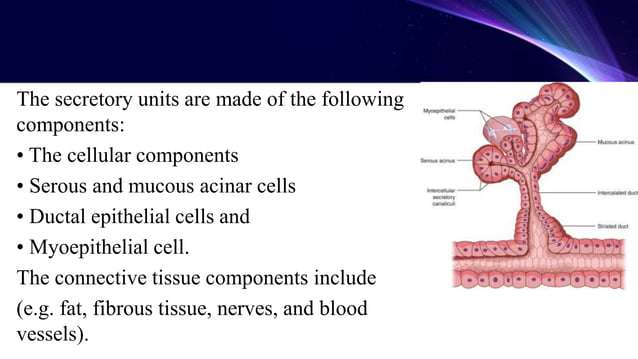 The secretory units are made of the following
components:
• The cellular components
• Serous and mucous acinar cells
• Ductal epithelial cells and
• Myoepithelial cell.
The connective tissue components include
(e.g. fat, fibrous tissue, nerves, and blood
vessels).
Myoepithelial
cells
Serous acinus
Intercellular
secretory
canaliculi
Mucous acinus
Intercalated duct
Striated duct